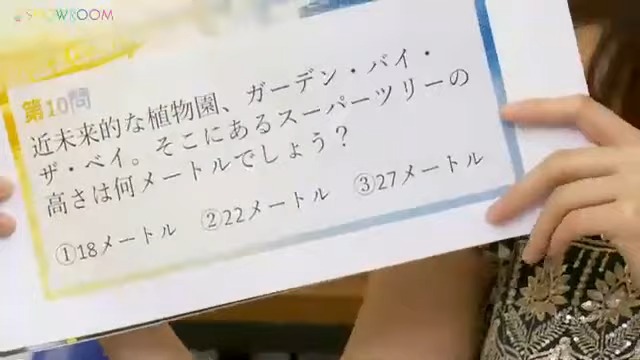 SHOWROOM
第10問
近未来的な植物園、ガーデン・バイ・
ザ・ベイ。そこにあるスーパーツリーの
高さは何メートルでしょう?
①18メートル ②22メートル ③27メートル